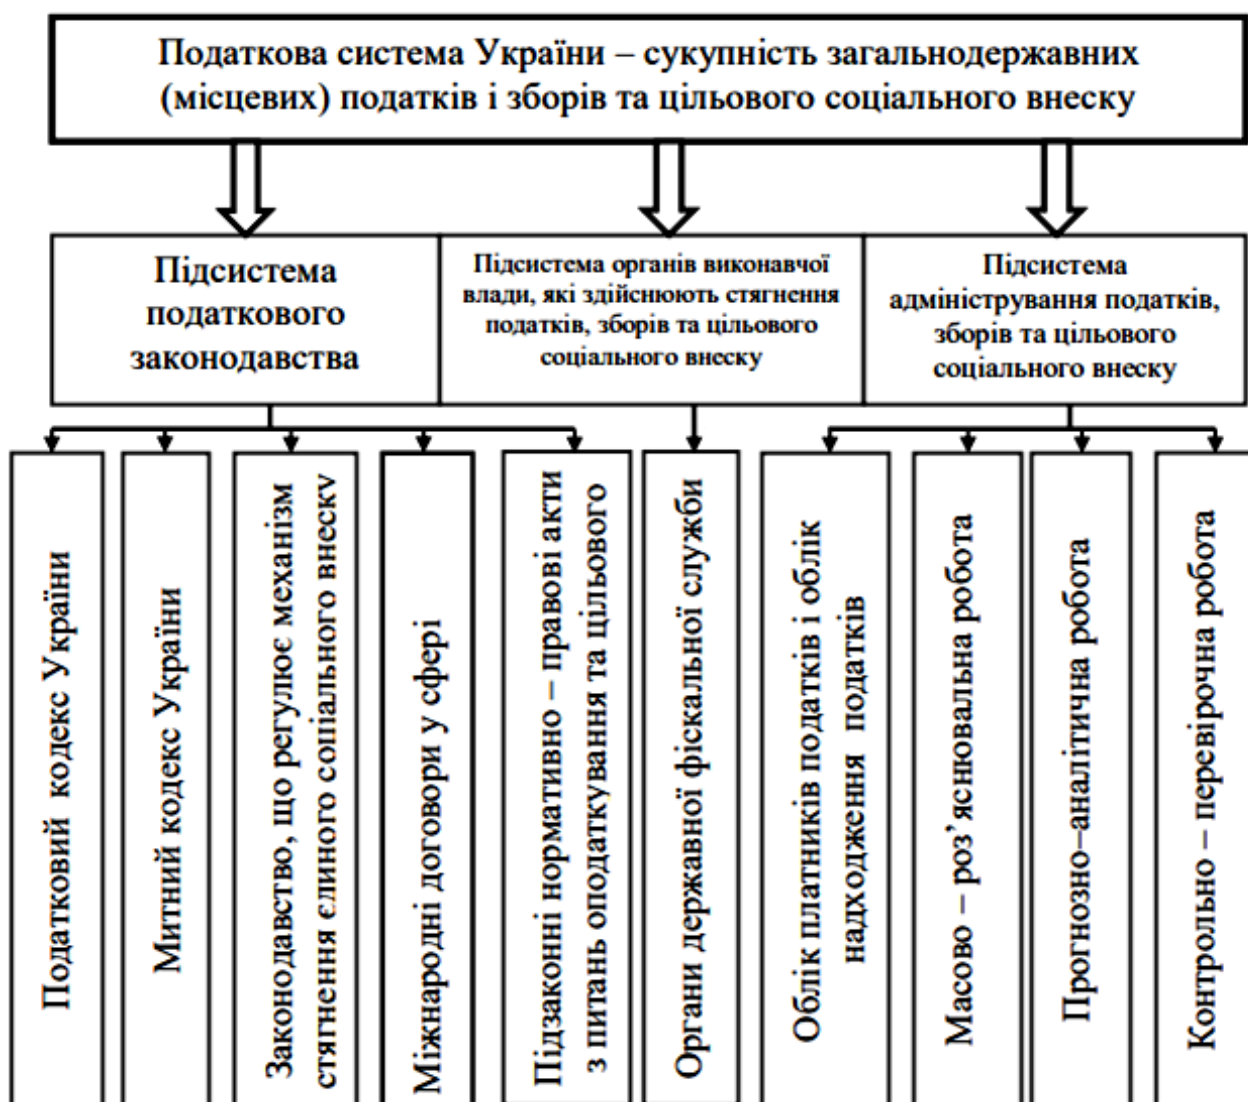 Податкова система України – сукупність загальнодержавних
(місцевих) податків і зборів та цільового соціального внеску
Підсистема
податкового
законодавства
Підсистема органів виконавчої
влади, які здійснюють стягнення
податків, зборів та цільового
соціального внеску
Підсистема
адміністрування податків,
зборів та цільового
соціального внеску
Податковий кодекс України
Митний кодекс України
Законодавство, що регулює механізм
стягнення єдиного соціального внеску
Міжнародні договори у сфері
Підзаконні нормативно – правові акти
з питань оподаткування та цільового
Органи державної фіскальної служби
Облік платників податків і облік
надходження податків
Масово – роз’яснювальна робота
Прогнозно–аналітична робота
Контрольно – перевірочна робота